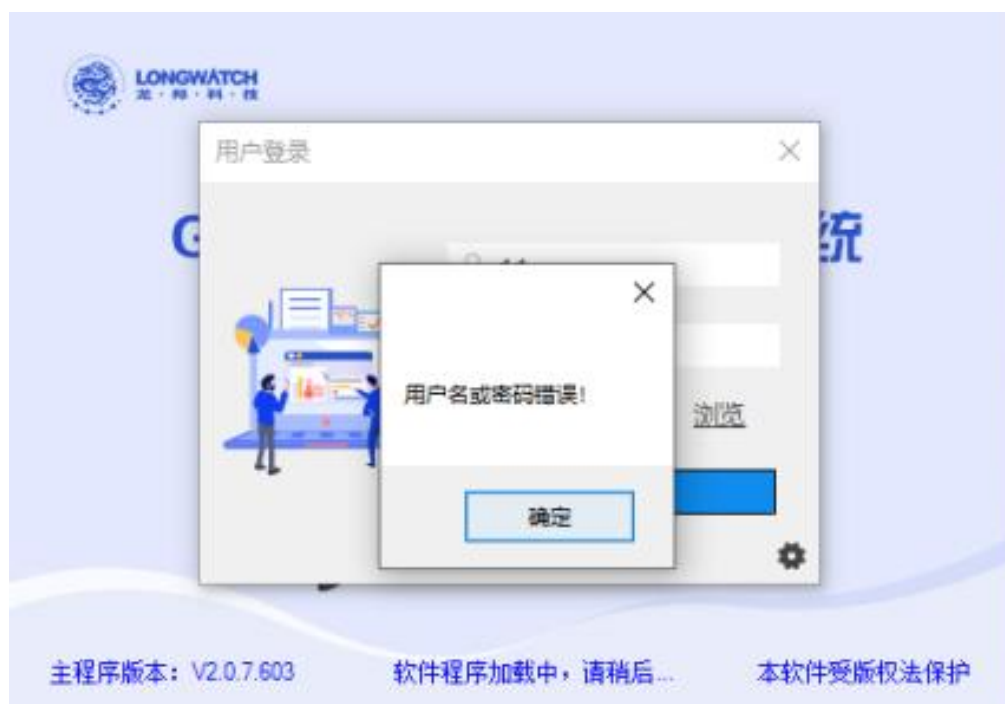 LONGWATCH
龙·邦·科·技
用户登录
G
统
用户名或密码错误!
浏览
确定
主程序版本：V2.0.7.603
软件程序加载中，请稍后...
本软件受版权法保护